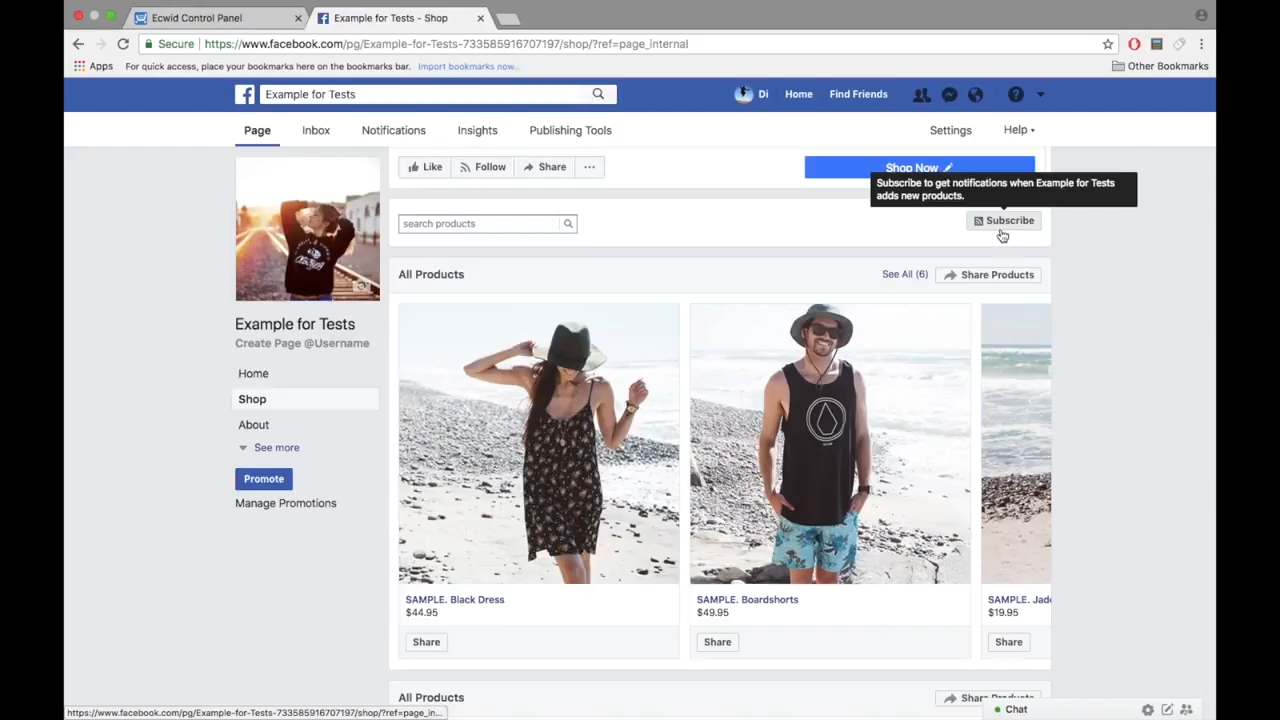 Ecwid Control Panel
Example for Tests - Shop
Secure
https://www.facebook.com/pg/Example-for-Tests-733585916707197/shop/?ref=page_internal
Apps
For quick access, place your bookmarks here on the bookmarks bar.
Import bookmarks now...
Other Bookmarks
Example for Tests
Di
Home
Find Friends
Page
Inbox
Notifications
Insights
Publishing Tools
Settings
Help
Like
Follow
Share
Shop Now
Subscribe to get notifications when Example for Tests
adds new products.
search products
Subscribe
All Products
See All (6)
Share Products
Example for Tests
Create Page @Username
Home
Shop
About
See more
Promote
Manage Promotions
SAMPLE. Black Dress
$44.95
Share
SAMPLE. Boardshorts
$49.95
Share
SAMPLE. Jade
$19.95
Share
All Products
Share Products
Chat
https://www.facebook.com/pg/Example-for-Tests-733585916707197/shop/?ref=page_in...